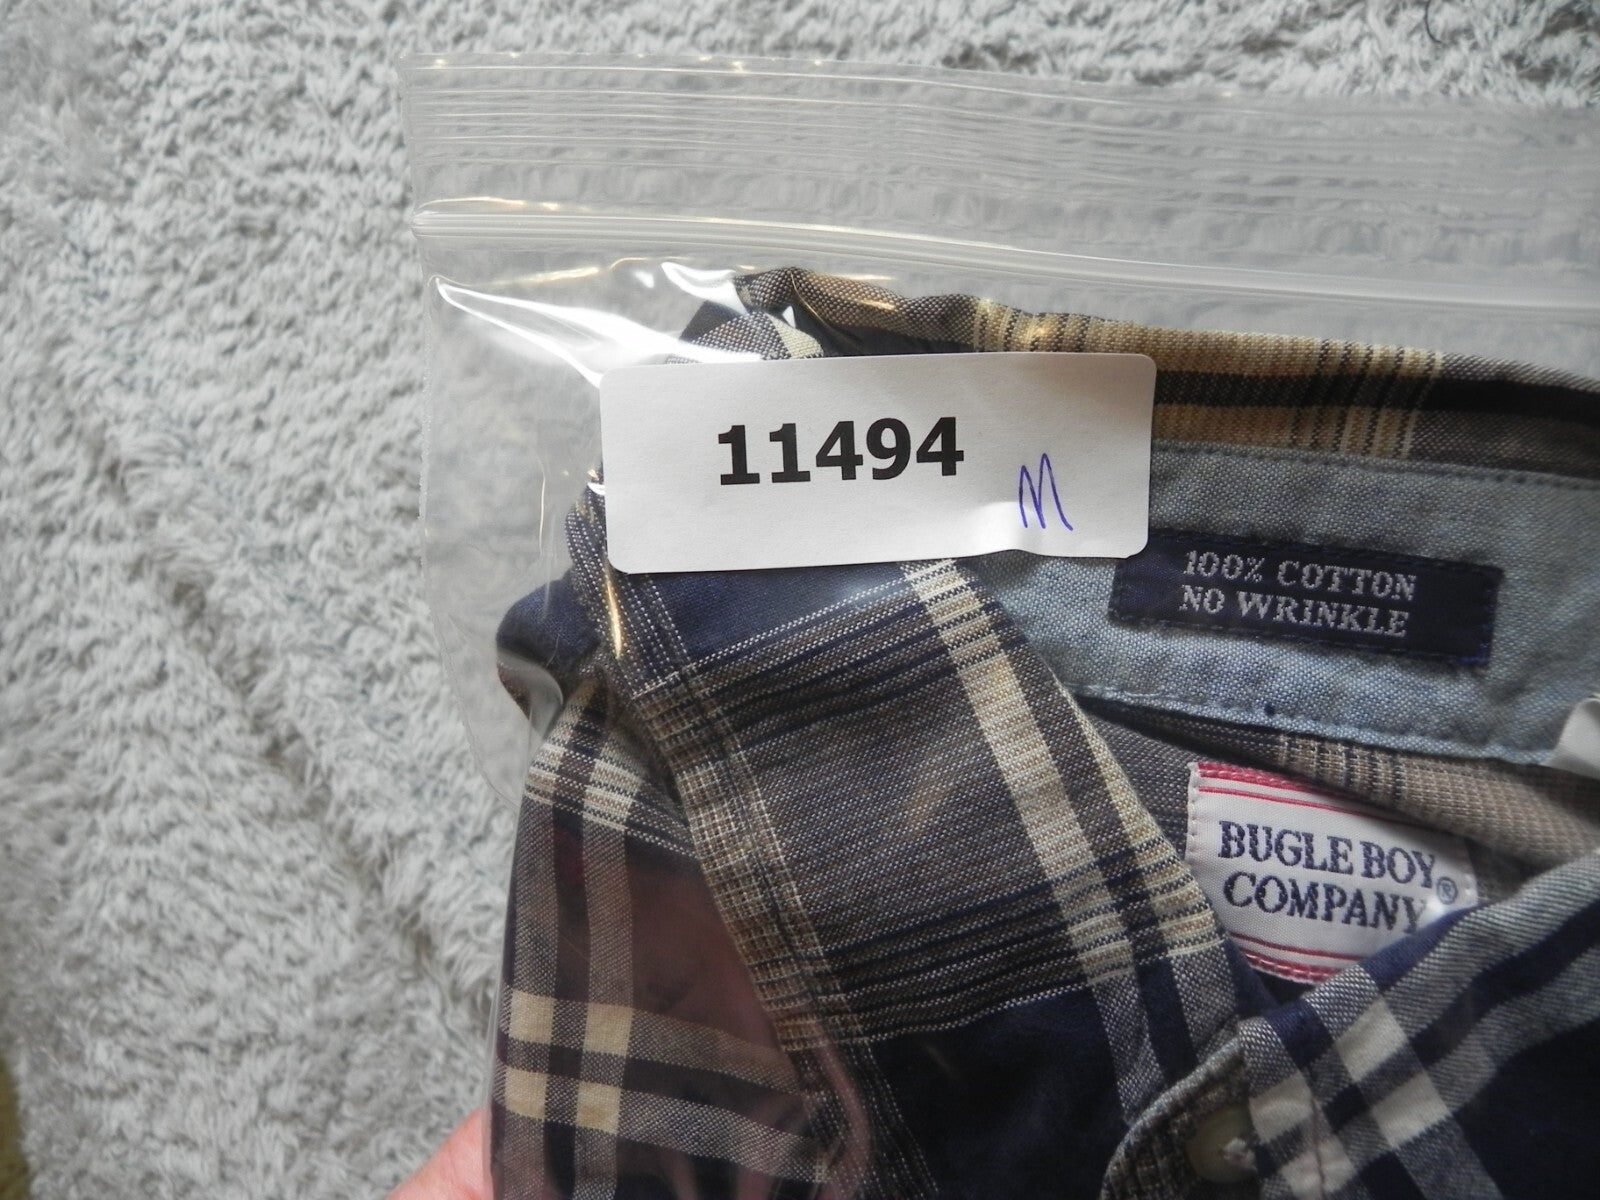 11494
M
100% COTTON
NO WRINKLE
BUGLE BOY
COMPANY®